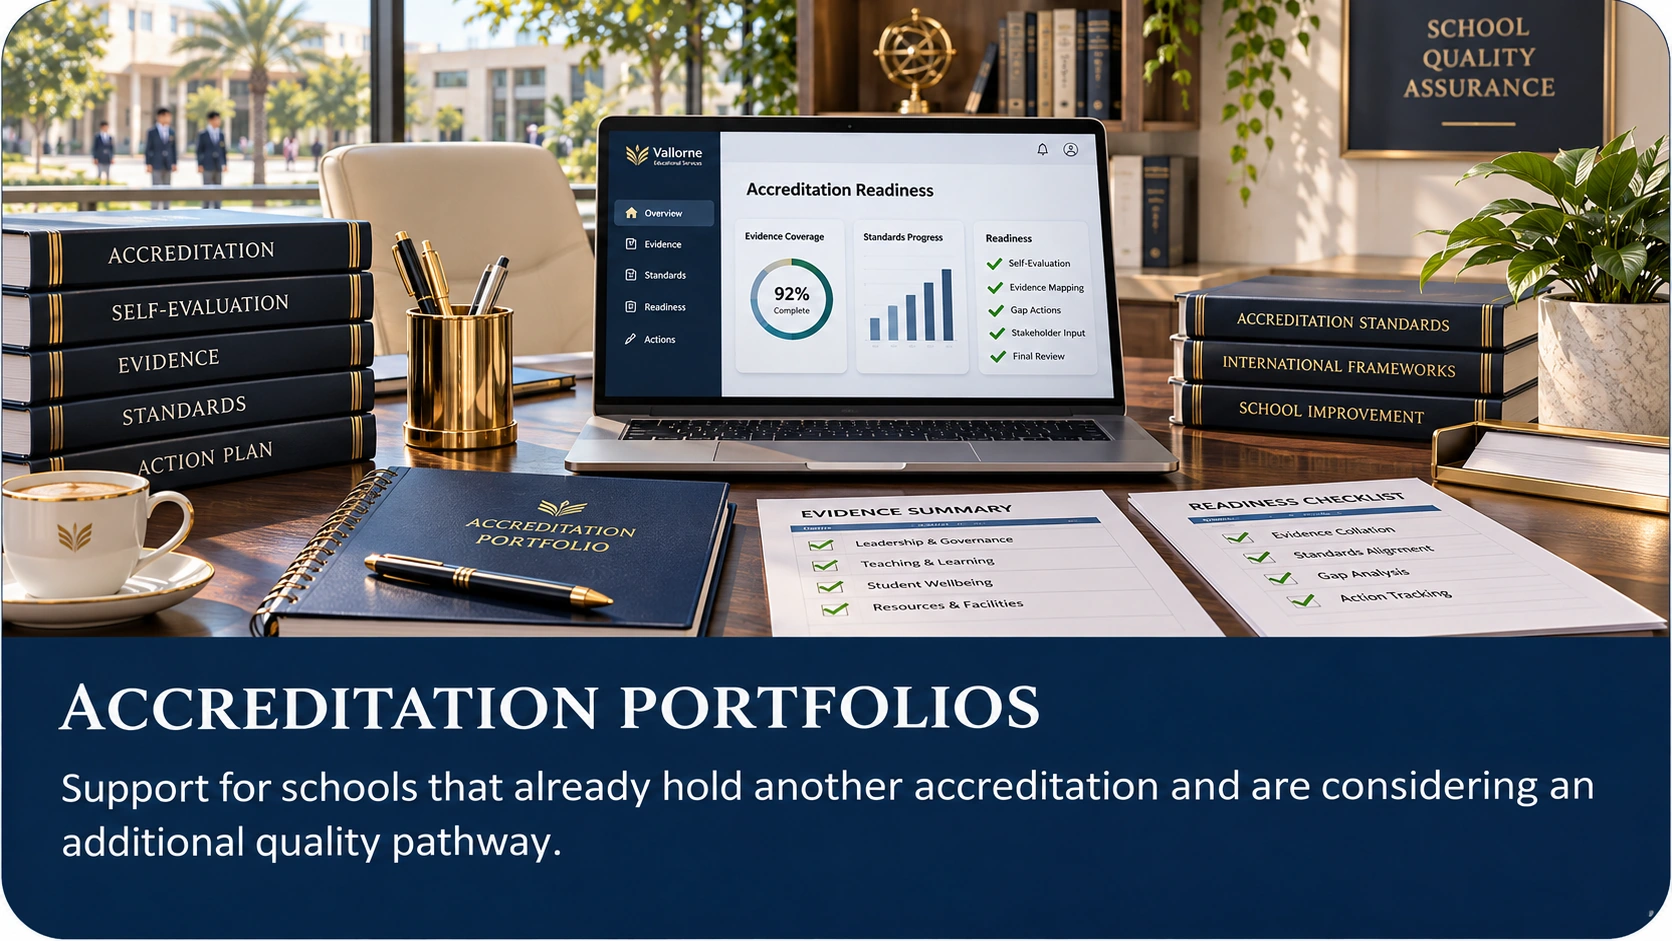 SCHOOL
QUALITY
ASSURANCE
ACCREDITATION
SELF-EVALUATION
EVIDENCE
STANDARDS
ACTION PLAN
Vallorne
Educational Services
Overview
Evidence
Standards
Readiness
Actions
Accreditation Readiness
Evidence Coverage
92%
Complete
Standards Progress
Readiness
Self-Evaluation
Evidence Mapping
Gap Actions
Stakeholder Input
Final Review
ACCREDITATION STANDARDS
INTERNATIONAL FRAMEWORKS
SCHOOL IMPROVEMENT
ACCREDITATION
PORTFOLIO
EVIDENCE SUMMARY
Leadership & Governance
Teaching & Learning
Student Wellbeing
Resources & Facilities
READINESS CHECKLIST
Evidence Collation
Standards Alignment
Gap Analysis
Action Tracking
ACCREDITATION PORTFOLIOS
Support for schools that already hold another accreditation and are considering an
additional quality pathway.